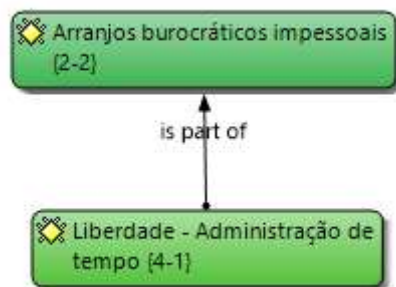 Arranjos burocráticos impessoais
{2-2}
is part of
Liberdade - Administração de
tempo {4-1}